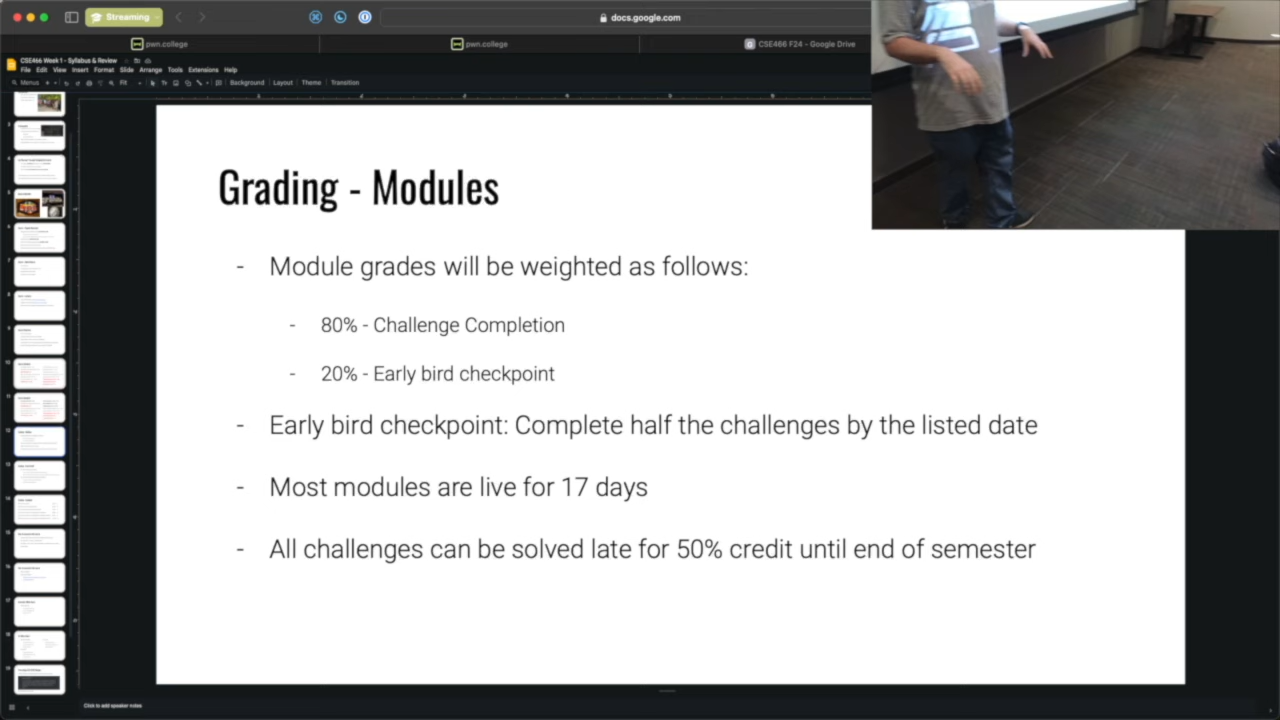 Streaming
docs.google.com
pwn.college
pwn.college
CSE466 F24 - Google Drive
CSE466 Week 1 - Syllabus & Review
File Edit View Insert Format Slide Arrange Tools Extensions Help
Menus
Fit
Background Layout Theme Transition
Grading - Modules
- Module grades will be weighted as follows:
- 80% - Challenge Completion
- 20% - Early bird checkpoint
- Early bird checkpoint: Complete half the challenges by the listed date
- Most modules are live for 17 days
- All challenges can be solved late for 50% credit until end of semester
Click to add speaker notes